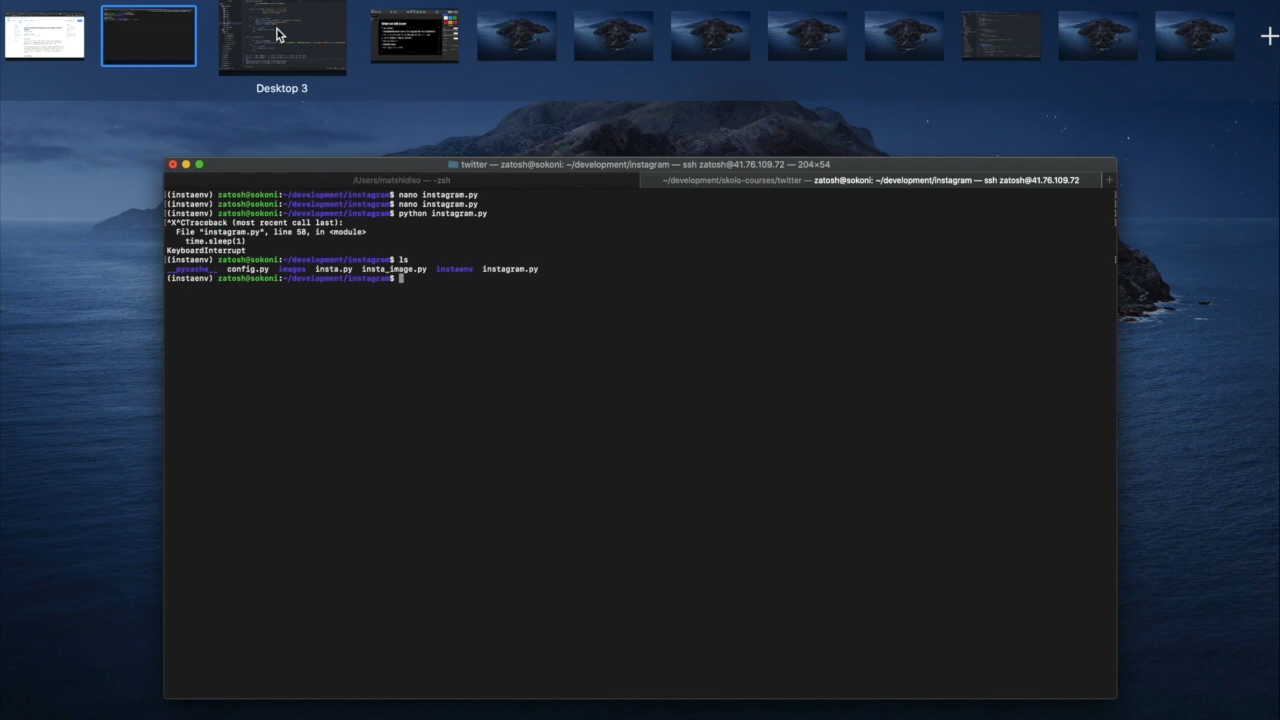 Desktop 3
twitter — zatosh@sokoni: ~/development/instagram — ssh zatosh@41.76.109.72 — 204×54
/Users/matshidiso — -zsh
~/development/skolo-courses/twitter — zatosh@sokoni: ~/development/instagram — ssh zatosh@41.76.109.72
[(instaenv) zatosh@sokoni:~/development/instagram$ nano instagram.py ]
[(instaenv) zatosh@sokoni:~/development/instagram$ nano instagram.py ]
[(instaenv) zatosh@sokoni:~/development/instagram$ python instagram.py ]
[^X^CTraceback (most recent call last): ]
File "instagram.py", line 58, in <module>
time.sleep(1)
KeyboardInterrupt
[(instaenv) zatosh@sokoni:~/development/instagram$ ls ]
__pycache__ config.py images insta.py insta_image.py instaenv instagram.py
(instaenv) zatosh@sokoni:~/development/instagram$